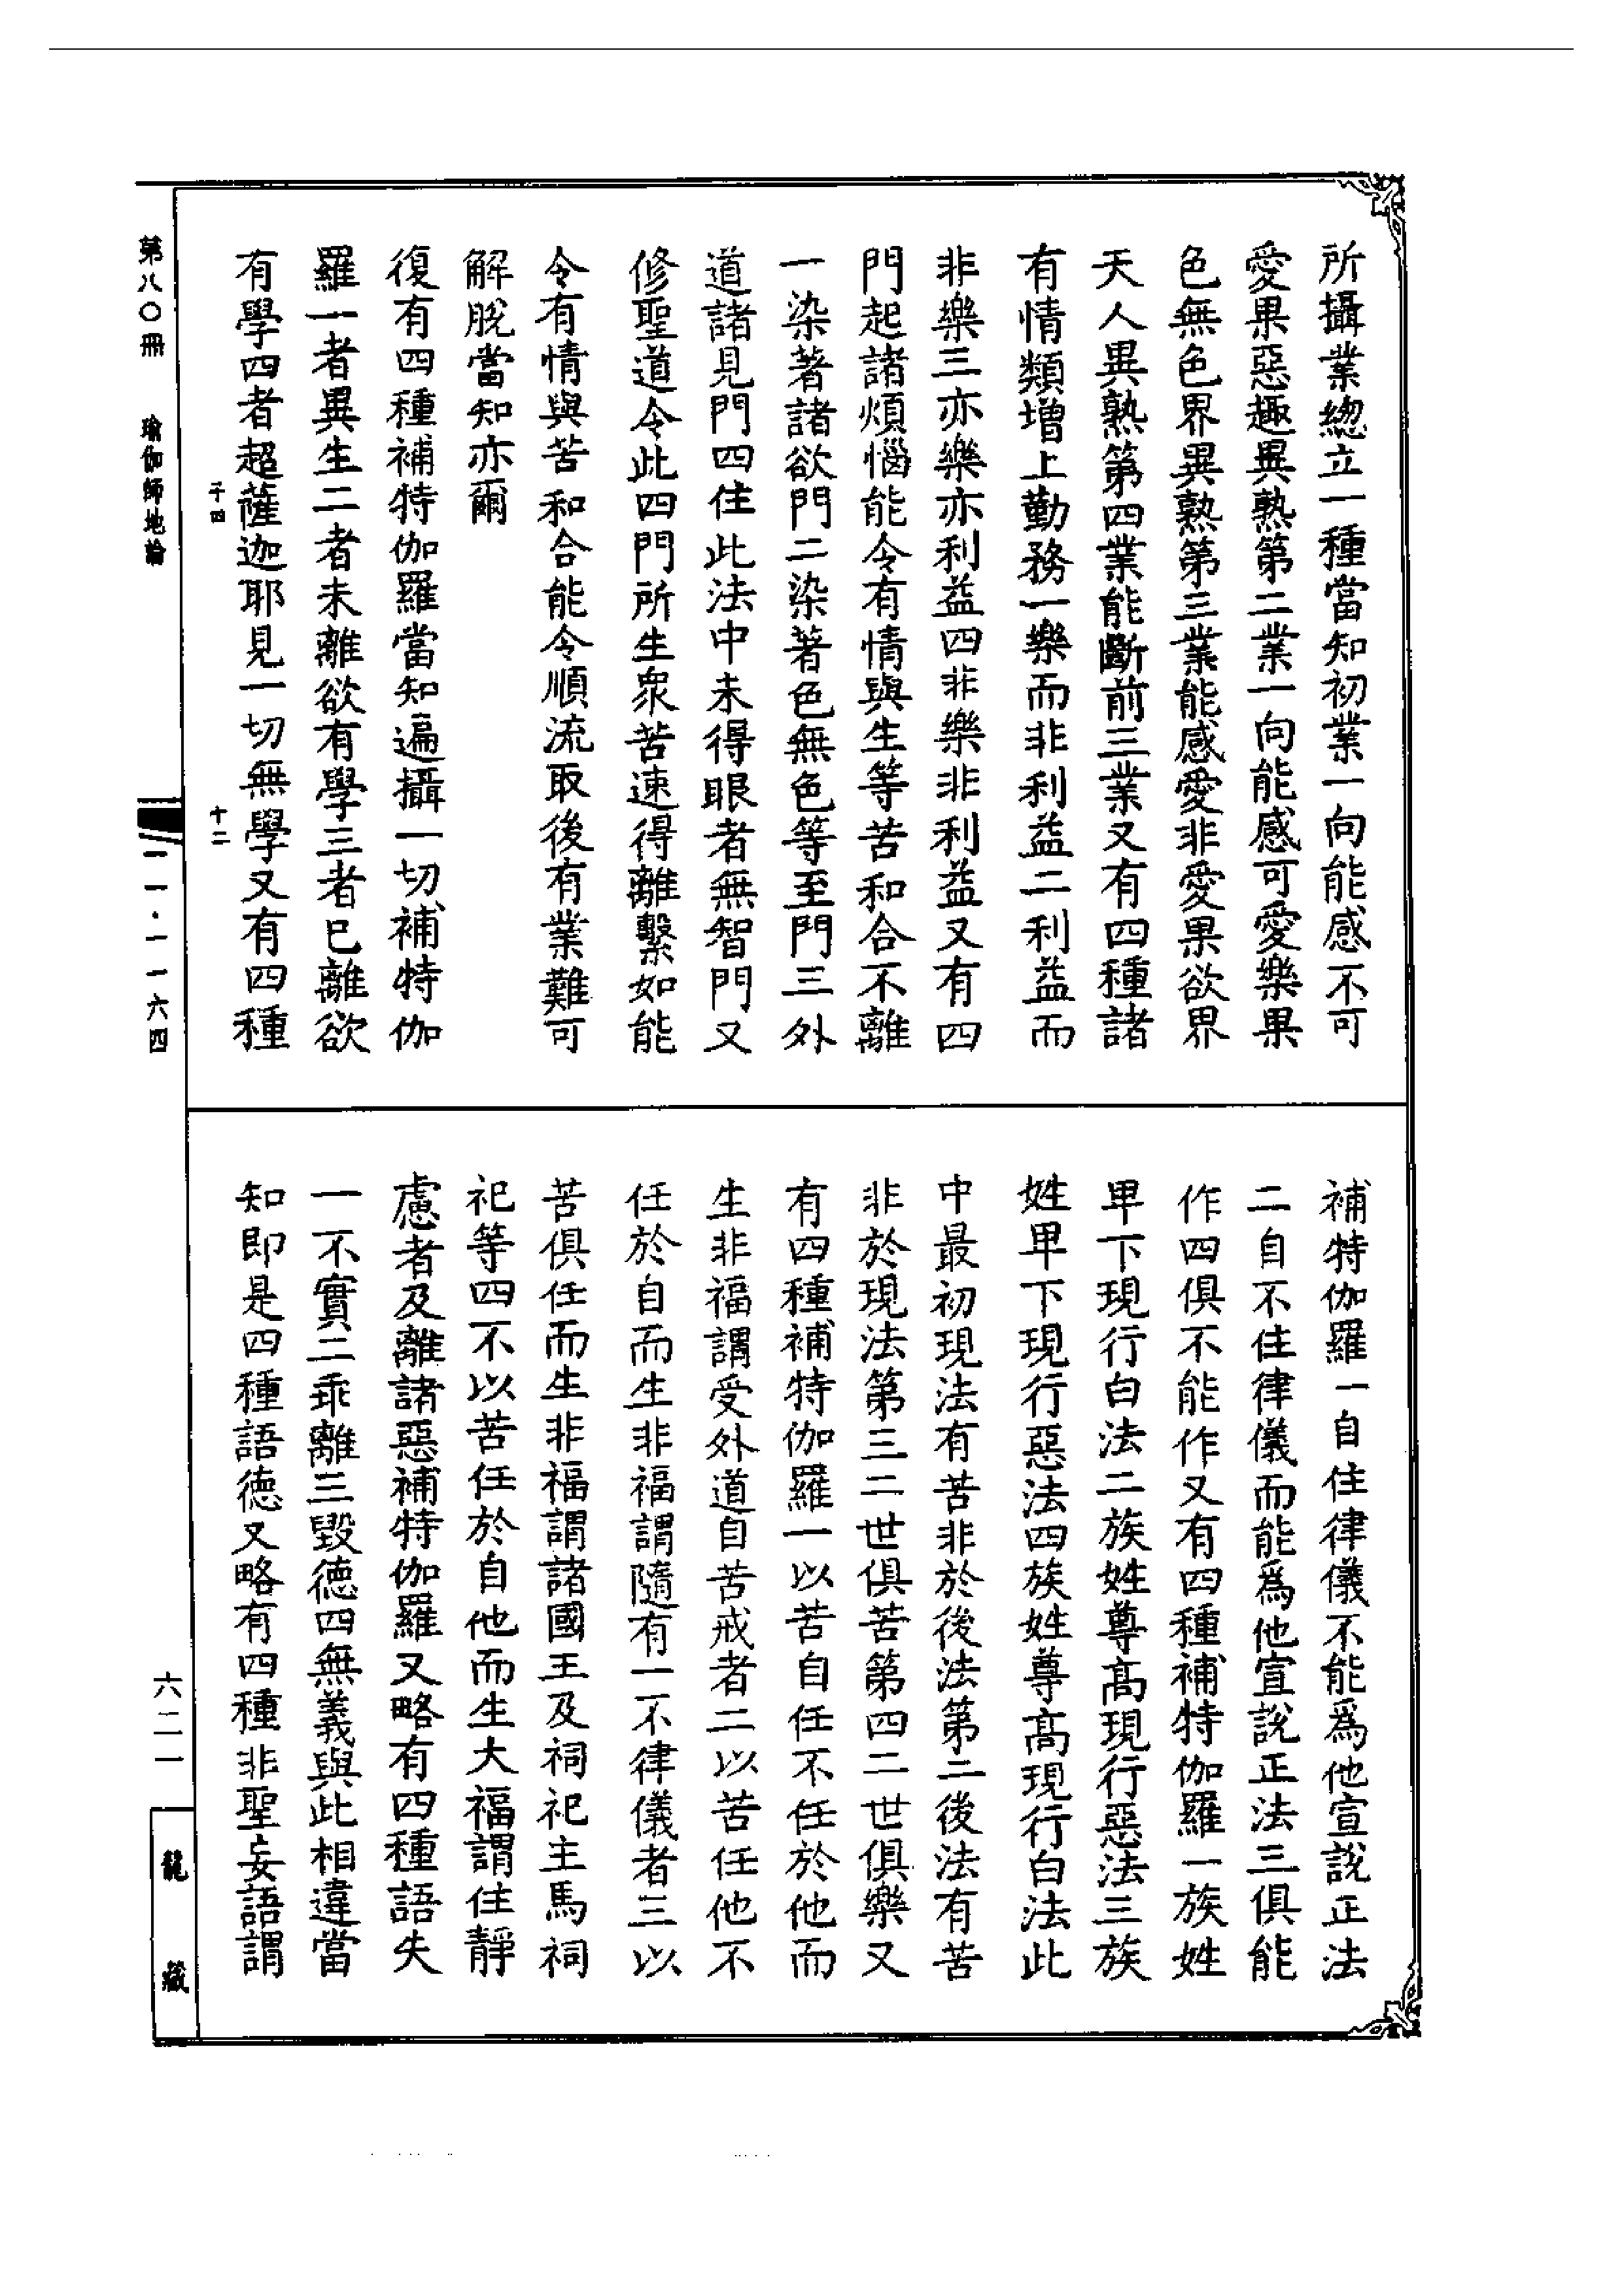 所攝業總立一種當知初業一向能感不可
愛果惡趣異熟第二業一向能感可愛樂果
色無色界異熟第三業能感愛非愛果欲界
天人異熟第四業能斷前三業又有四種諸
有情類增上勤務一樂而非利益二利益而
非樂三亦樂亦利益四非樂非利益又有四
門起諸煩惱能令有情與生等苦和合不離
一染著諸欲門二染著色無色等至門三外
道諸見門四住此法中未得眼者無智門又
修聖道令此四門所生衆苦速得離繫如能
令有情與苦和合能令順流取後有業難可
解脫當知亦爾
復有四種補特伽羅當知遍攝一切補特伽
羅一者異生二者未離欲有學三者已離欲
有學四者超薩迦耶見一切無學又有四種
補特伽羅一自住律儀不能爲他宣說正法
二自不住律儀而能爲他宣說正法三俱能
作四俱不能作又有四種補特伽羅一族姓
卑下現行白法二族姓尊高現行惡法三族
姓卑下現行惡法四族姓尊高現行白法此
中最初現法有苦非於後法第二後法有苦
非於現法第三二世俱苦第四二世俱樂又
有四種補特伽羅一以苦自任不任於他而
生非福謂受外道自苦戒者二以苦任他不
任於自而生非福謂隨有一不律儀者三以
苦俱任而生非福謂諸國王及祠祀主馬祠
祀等四不以苦任於自他而生大福謂住靜
慮者及離諸惡補特伽羅又略有四種語失
一不實二乖離三毀德四無義與此相違當
知即是四種語德又略有四種非聖妄語謂
千四
十二
第八〇冊 瑜伽師地論
一一·一一六四
六二一
龍藏